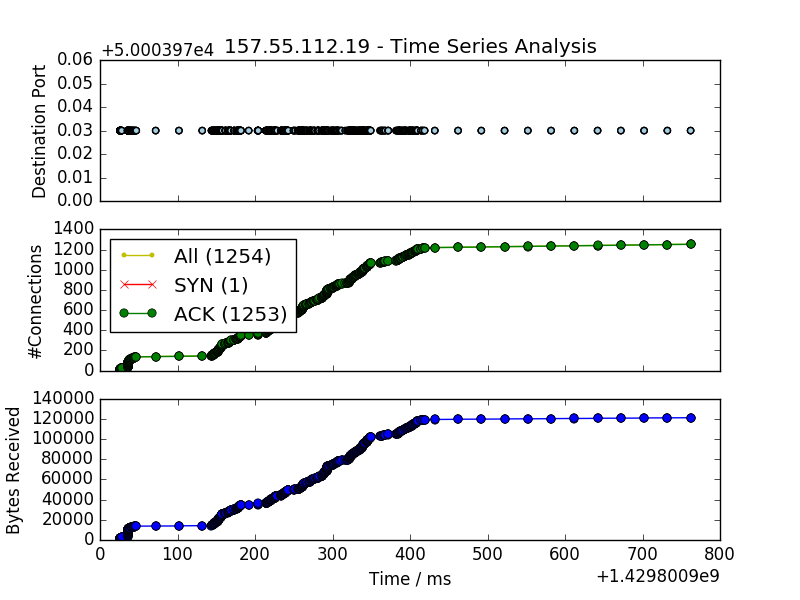 +5.000397e4 157.55.112.19 - Time Series Analysis
0.06
0.05
0.04
0.03
0.02
0.01
0.00
Destination Port
1400
1200
1000
800
600
400
200
0
#Connections
All (1254)
SYN (1)
ACK (1253)
140000
120000
100000
80000
60000
40000
20000
0
Bytes Received
0 100 200 300 400 500 600 700 800
Time / ms
+1.4298009e9